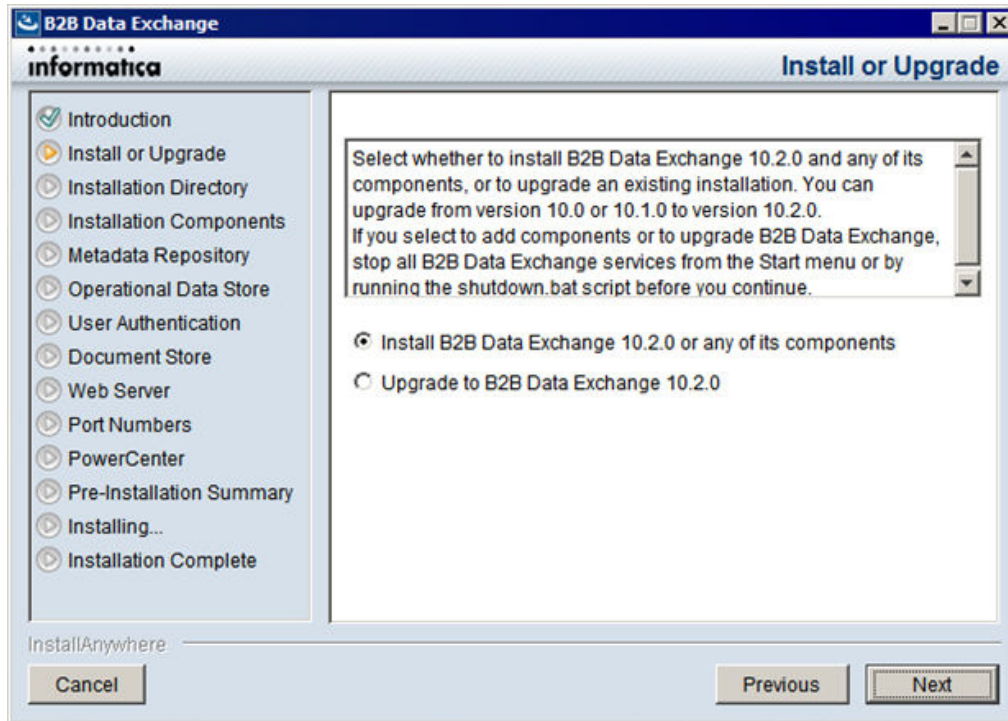 B2B Data Exchange
informatica
Install or Upgrade
Introduction
Install or Upgrade
Installation Directory
Installation Components
Metadata Repository
Operational Data Store
User Authentication
Document Store
Web Server
Port Numbers
PowerCenter
Pre-Installation Summary
Installing...
Installation Complete
Select whether to install B2B Data Exchange 10.2.0 and any of its
components, or to upgrade an existing installation. You can
upgrade from version 10.0 or 10.1.0 to version 10.2.0.
If you select to add components or to upgrade B2B Data Exchange,
stop all B2B Data Exchange services from the Start menu or by
running the shutdown.bat script before you continue.
Install B2B Data Exchange 10.2.0 or any of its components
Upgrade to B2B Data Exchange 10.2.0
InstallAnywhere
Cancel
Previous
Next